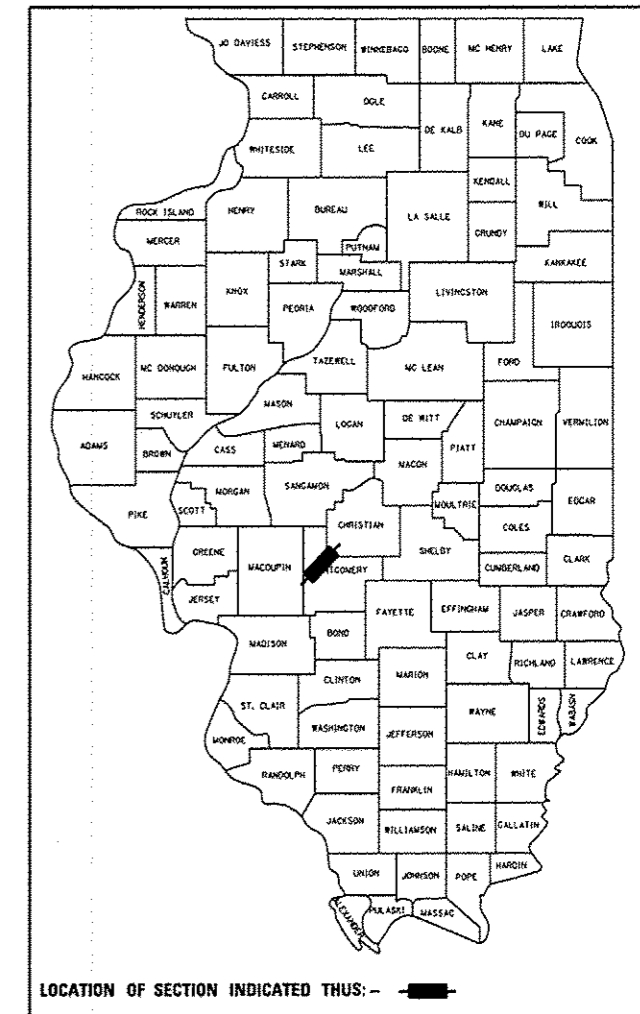 JO DAVIESS STEPHENSON WINNEBAGO BOONE MC HENRY LAKE
CARROLL OGLE DE KALB KANE DU PAGE COOK
WHITESIDE LEE KENDALL WILL
ROCK ISLAND HENRY BUREAU LA SALLE GRUNDY
MERCER PUTNAM KANKAKEE
STARK MARSHALL LIVINGSTON
HENDERSON WARREN KNOX PEORIA WOODFORD IROQUOIS
HANCOCK MC DONOUGH FULTON TAZEWELL MC LEAN FORD
MASON
SCHUYLER LOGAN DE WITT CHAMPAIGN VERMILION
ADAMS BROWN CASS MENARD MACON PIATT
MORGAN SANGAMON DOUGLAS EDGAR
PIKE SCOTT CHRISTIAN MOULTRIE COLES
GREENE MACOUPIN SHELBY
CALHOUN TGOMERY CUMBERLAND CLARK
JERSEY FAYETTE EFFINGHAM JASPER CRAWFORD
MADISON BOND
CLAY RICHLAND LAWRENCE
CLINTON MARION
ST. CLAIR WAYNE EDWARDS WABASH
WASHINGTON JEFFERSON
MONROE
RANDOLPH PERRY HAMILTON WHITE
FRANKLIN
JACKSON WILLIAMSON SALINE GALLATIN
UNION JOHNSON POPE HARDIN
ALEXANDER PULASKI MASSAC
LOCATION OF SECTION INDICATED THUS:-